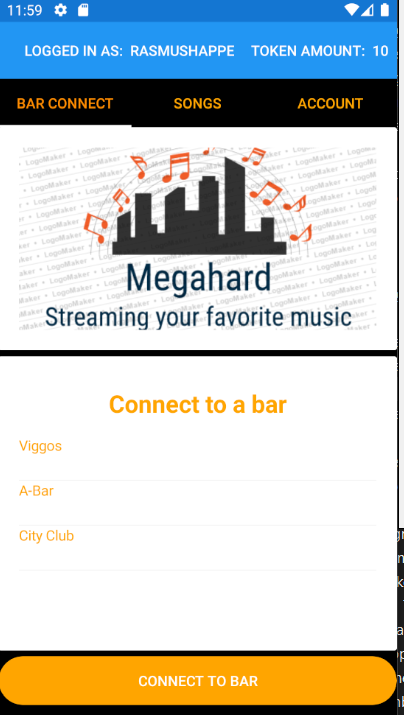 11:59
LOGGED IN AS: RASMUSHAPPE TOKEN AMOUNT: 10
BAR CONNECT SONGS ACCOUNT
Megahard
Streaming your favorite music
Connect to a bar
Viggos
A-Bar
City Club
CONNECT TO BAR